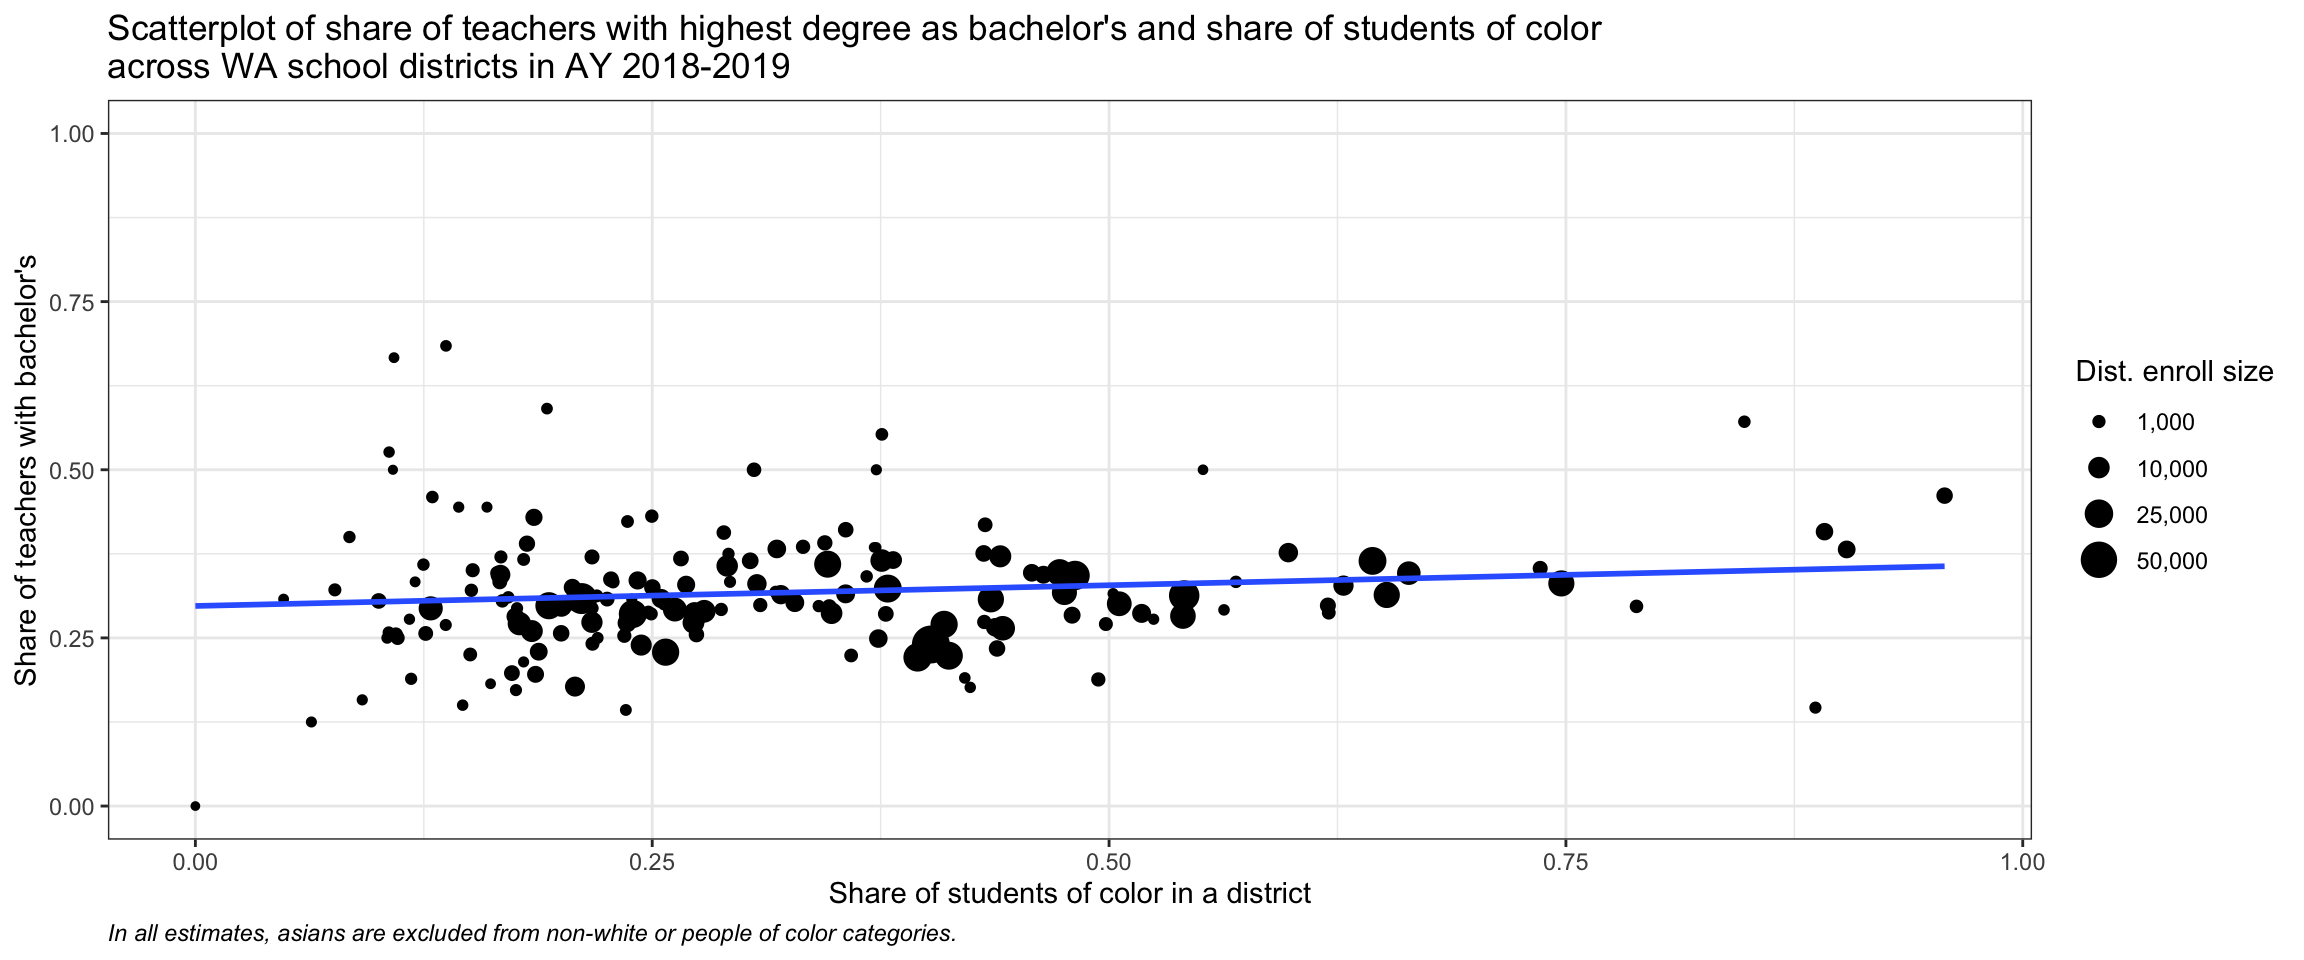 Scatterplot of share of teachers with highest degree as bachelor's and share of students of color
across WA school districts in AY 2018-2019
1.00
0.75
0.50
0.25
0.00
Share of teachers with bachelor's
0.00
0.25
0.50
0.75
1.00
Share of students of color in a district
In all estimates, asians are excluded from non-white or people of color categories.
Dist. enroll size
1,000
10,000
25,000
50,000